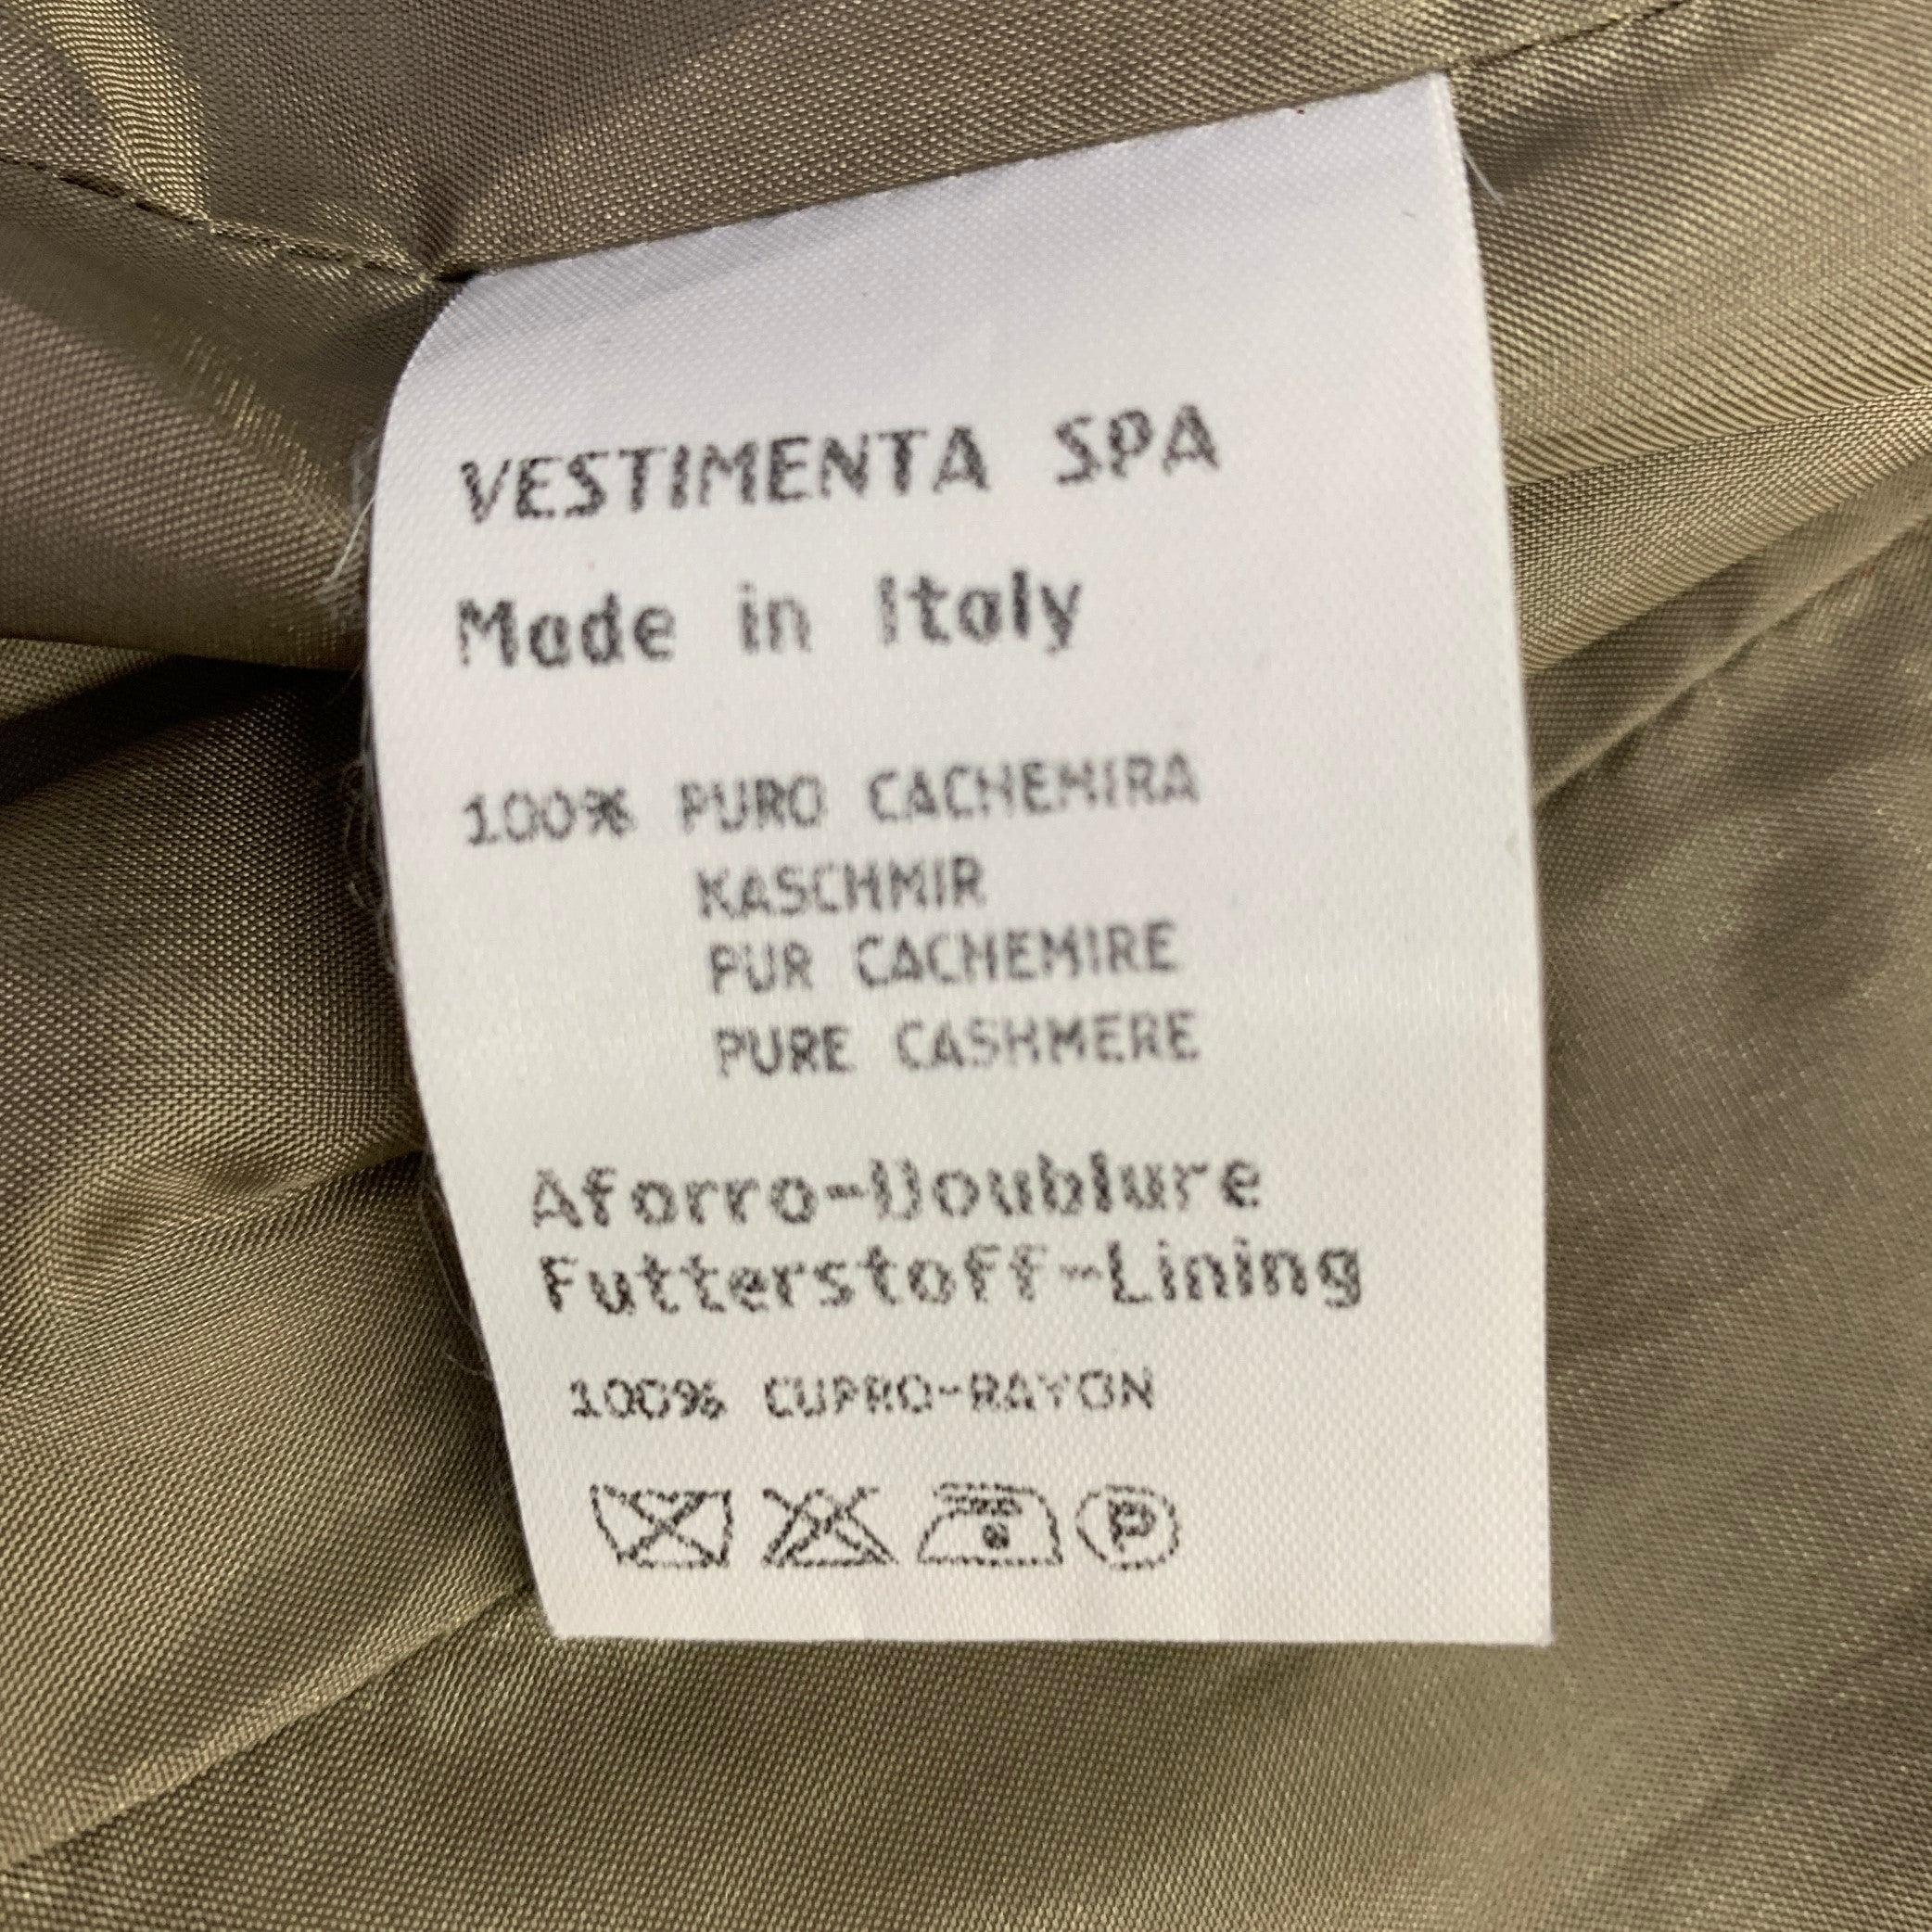 VESTIMENTA SPA
Made in Italy
100% PURO CACHEMIRA
KASCHMIR
PUR CACHEMIRE
PURE CASHMERE
Aforro-Doublure
Futterstoff-Lining
100% CUPRO-RAYON
P